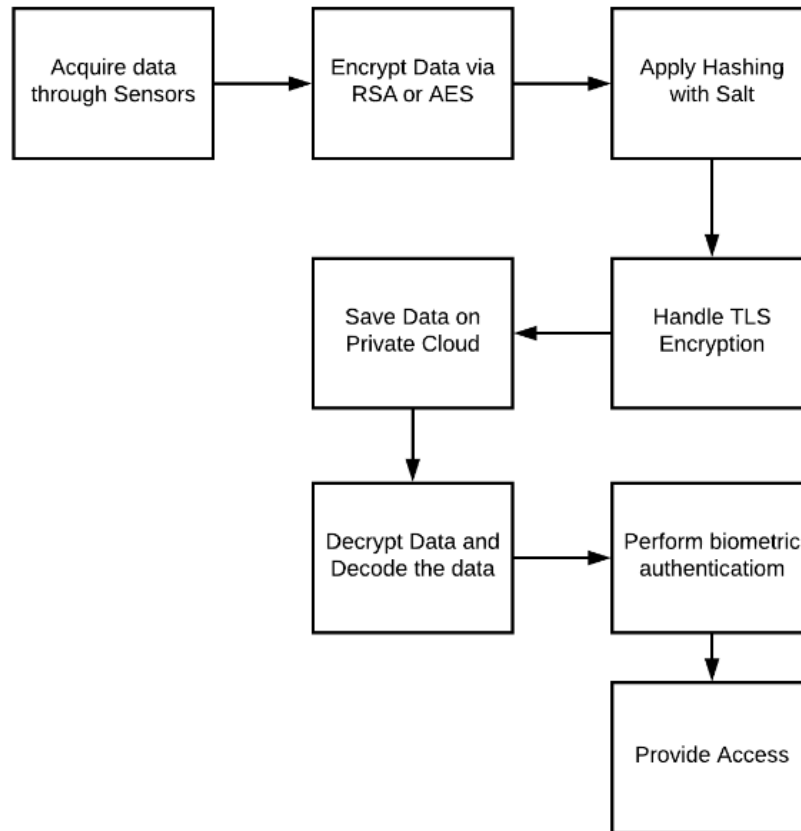 Acquire data
through Sensors
Encrypt Data via
RSA or AES
Apply Hashing
with Salt
Save Data on
Private Cloud
Handle TLS
Encryption
Decrypt Data and
Decode the data
Perform biometric
authenticatiom
Provide Access